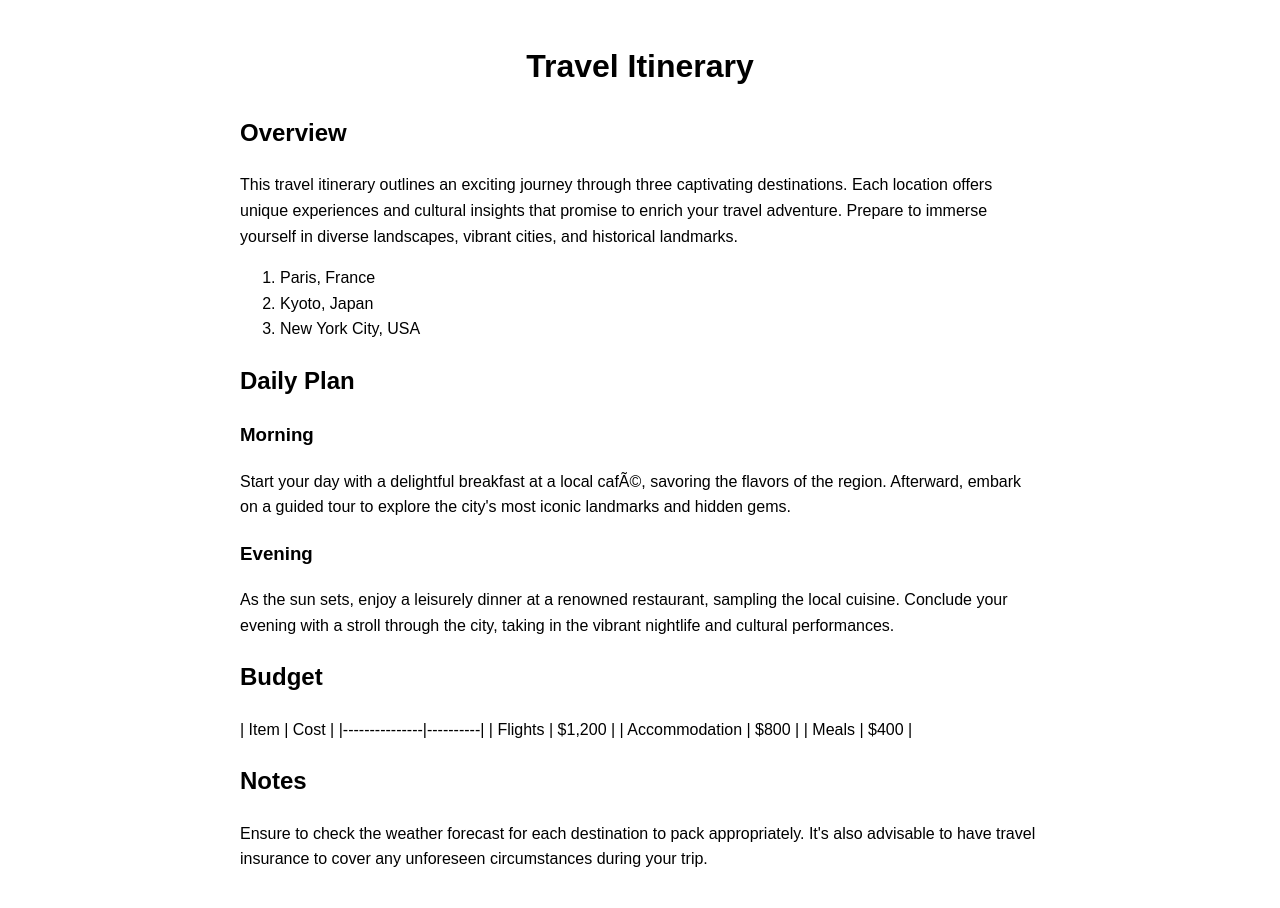 Travel Itinerary
Overview
This travel itinerary outlines an exciting journey through three captivating destinations. Each location offers
unique experiences and cultural insights that promise to enrich your travel adventure. Prepare to immerse
yourself in diverse landscapes, vibrant cities, and historical landmarks.
1. Paris, France
2. Kyoto, Japan
3. New York City, USA
Daily Plan
Morning
Start your day with a delightful breakfast at a local cafÃ©, savoring the flavors of the region. Afterward, embark
on a guided tour to explore the city's most iconic landmarks and hidden gems.
Evening
As the sun sets, enjoy a leisurely dinner at a renowned restaurant, sampling the local cuisine. Conclude your
evening with a stroll through the city, taking in the vibrant nightlife and cultural performances.
Budget
| Item | Cost | |---------------|----------| | Flights | $1,200 | | Accommodation | $800 | | Meals | $400 |
Notes
Ensure to check the weather forecast for each destination to pack appropriately. It's also advisable to have travel
insurance to cover any unforeseen circumstances during your trip.